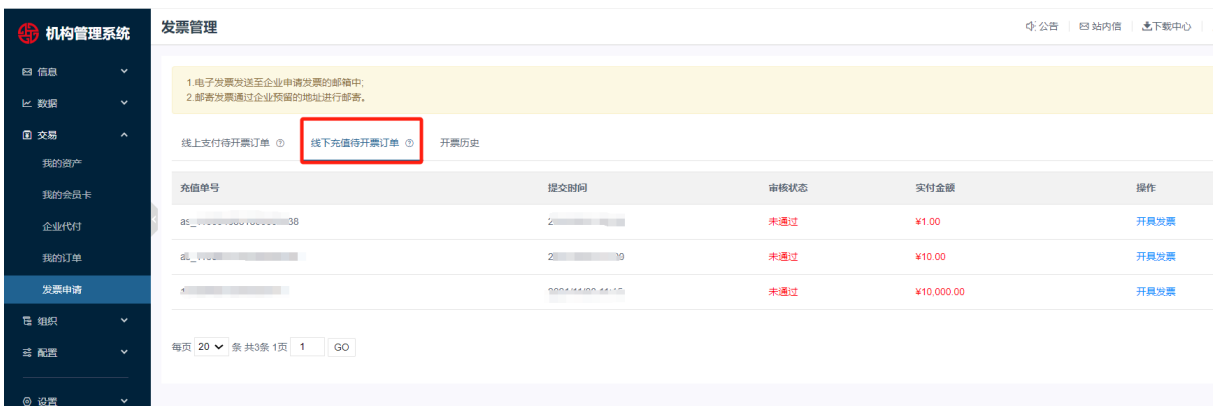 机构管理系统
发票管理
公告
站内信
下载中心
信息
数据
交易
我的资产
我的会员卡
企业代付
我的订单
发票申请
组织
配置
设置
1.电子发票发送至企业申请发票的邮箱中;
2.邮寄发票通过企业预留的地址进行邮寄。
线上支付待开票订单 线下充值待开票订单 开票历史
充值单号 提交时间 审核状态 实付金额 操作
未通过 ¥1.00 开具发票
未通过 ¥10.00 开具发票
未通过 ¥10,000.00 开具发票
每页 20 条 共3条 1页 1 GO